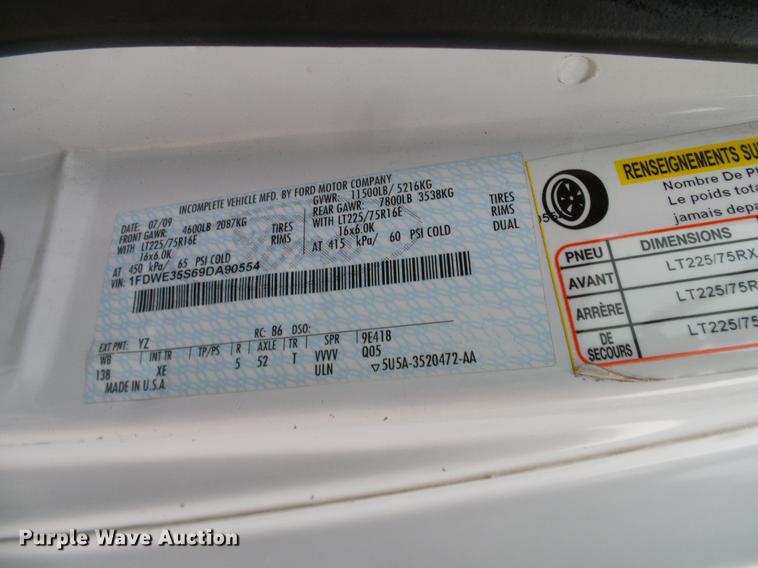 INCOMPLETE VEHICLE MFD. BY FORD MOTOR COMPANY
DATE: 07/09 GVWR: 11500LB/ 5216KG
FRONT GAWR: 4600LB 2087KG REAR GAWR: 7800LB 3538KG
WITH LT225/75R16E TIRES WITH LT225/75R16E TIRES
16x6.0K RIMS 16x6.0K RIMS
AT 450 kPa/ 65 PSI COLD AT 415 kPa/ 60 PSI COLD DUAL
VIN: 1FDWE35S69DA90554
EXT PNT: YZ RC: 86 DSO:
WB INT TR TP/PS R AXLE TR SPR 9E418
138 XE 5 52 T VVVV Q05
ULN ▽5U5A-3520472-AA
MADE IN U.S.A.
RENSEIGNEMENTS SU
Nombre De Pl
Le poids tota
jamais depa
PNEU DIMENSIONS
AVANT LT225/75RX
ARRÈRE LT225/75R
DE SECOURS LT225/75
Purple Wave Auction